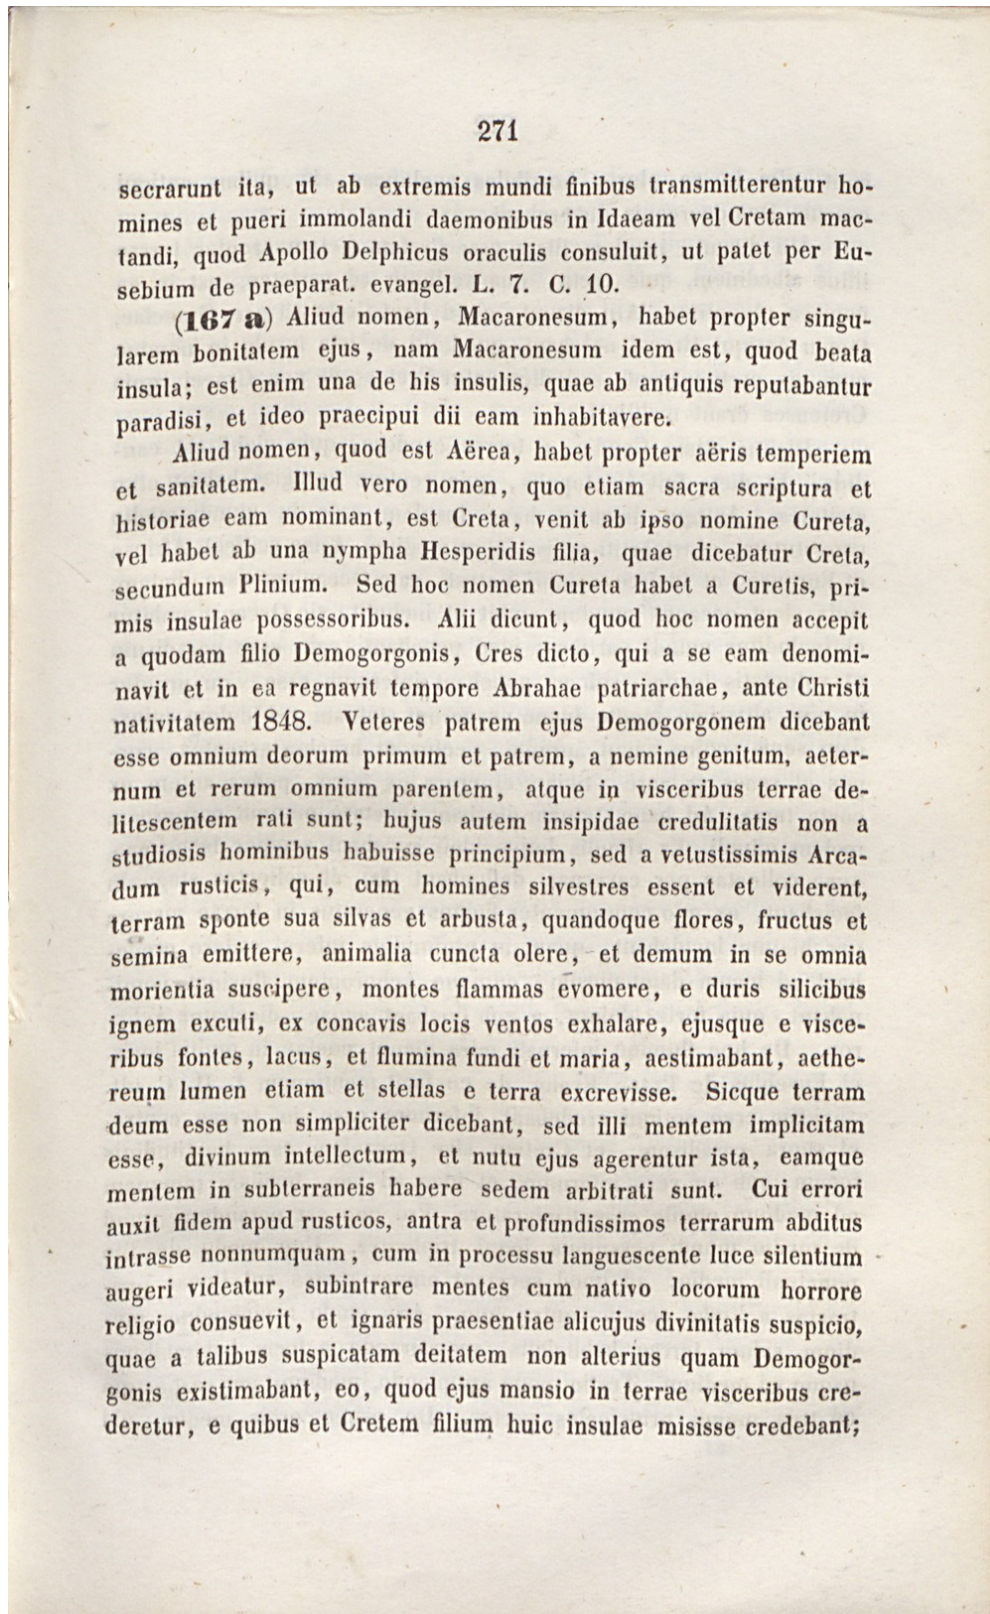 271
secrarunt ita, ut ab extremis mundi finibus transmitterentur ho-
mines et pueri immolandi daemonibus in Idaeam vel Cretam mac-
tandi, quod Apollo Delphicus oraculis consuluit, ut patet per Eu-
sebium de praeparat. evangel. L. 7. C. 10.
(167 a) Aliud nomen, Macaronesum, habet propter singu-
larem bonitatem ejus, nam Macaronesum idem est, quod beata
insula; est enim una de his insulis, quae ab antiquis reputabantur
paradisi, et ideo praecipui dii eam inhabitavere.
Aliud nomen, quod est Aërea, habet propter aëris temperiem
et sanitatem. Illud vero nomen, quo etiam sacra scriptura et
historiae eam nominant, est Creta, venit ab ipso nomine Cureta,
vel habet ab una nympha Hesperidis filia, quae dicebatur Creta,
secundum Plinium. Sed hoc nomen Cureta habet a Curetis, pri-
mis insulae possessoribus. Alii dicunt, quod hoc nomen accepit
a quodam filio Demogorgonis, Cres dicto, qui a se eam denomi-
navit et in ea regnavit tempore Abrahae patriarchae, ante Christi
nativitatem 1848. Veteres patrem ejus Demogorgonem dicebant
esse omnium deorum primum et patrem, a nemine genitum, aeter-
num et rerum omnium parentem, atque in visceribus terrae de-
litescentem rati sunt; hujus autem insipidae credulitatis non a
studiosis hominibus habuisse principium, sed a vetustissimis Arca-
dum rusticis, qui, cum homines silvestres essent et viderent,
terram sponte sua silvas et arbusta, quandoque flores, fructus et
semina emittere, animalia cuncta olere, et demum in se omnia
morientia suscipere, montes flammas evomere, e duris silicibus
ignem excuti, ex concavis locis ventos exhalare, ejusque e visce-
ribus fontes, lacus, et flumina fundi et maria, aestimabant, aethe-
reum lumen etiam et stellas e terra excrevisse. Sicque terram
deum esse non simpliciter dicebant, sed illi mentem implicitam
esse, divinum intellectum, et nutu ejus agerentur ista, eamque
mentem in subterraneis habere sedem arbitrati sunt. Cui errori
auxit fidem apud rusticos, antra et profundissimos terrarum abditus
intrasse nonnumquam, cum in processu languescente luce silentium
augeri videatur, subintrare mentes cum nativo locorum horrore
religio consuevit, et ignaris praesentiae alicujus divinitatis suspicio,
quae a talibus suspicatam deitatem non alterius quam Demogor-
gonis existimabant, eo, quod ejus mansio in terrae visceribus cre-
deretur, e quibus et Cretem filium huic insulae misisse credebant;